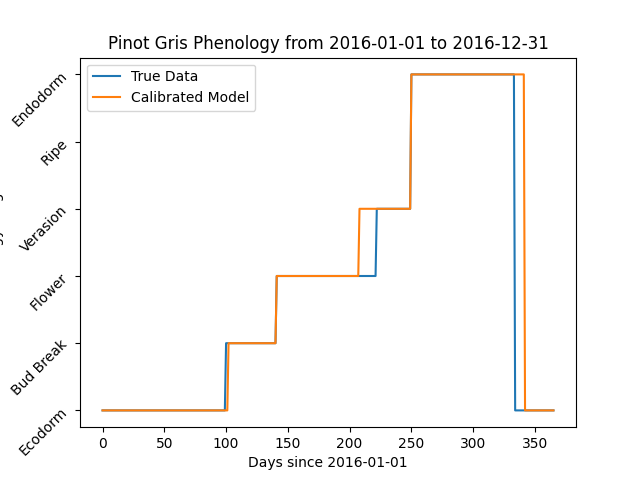 Pinot Gris Phenology from 2016-01-01 to 2016-12-31
True Data
Calibrated Model
Endodorm
Ripe
Verasion
Flower
Bud Break
Ecodorm
0 50 100 150 200 250 300 350
Days since 2016-01-01